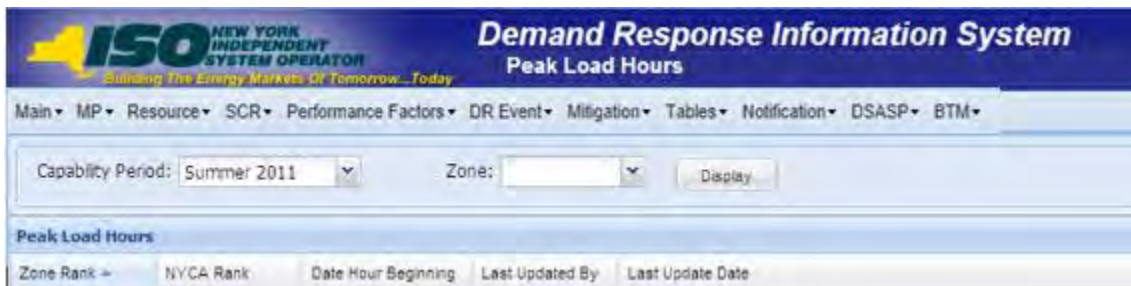 ISO NEW YORK INDEPENDENT SYSTEM OPERATOR
Building The Energy Markets Of Tomorrow...Today
Demand Response Information System
Peak Load Hours
Main MP Resource SCR Performance Factors DR Event Mitigation Tables Notification DSASP BTM
Capability Period: Summer 2011 Zone: Display
Peak Load Hours
Zone Rank NYCA Rank Date Hour Beginning Last Updated By Last Update Date